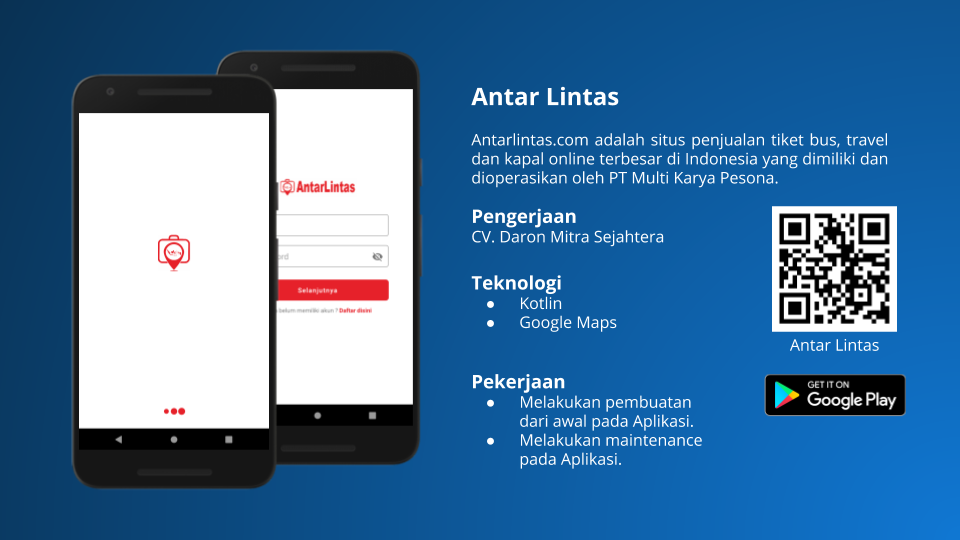 AntarLintas
ord
Selanjutnya
belum memiliki akun ? Daftar disini
Antar Lintas
Antarlintas.com adalah situs penjualan tiket bus, travel
dan kapal online terbesar di Indonesia yang dimiliki dan
dioperasikan oleh PT Multi Karya Pesona.
Pengerjaan
CV. Daron Mitra Sejahtera
Teknologi
● Kotlin
● Google Maps
Antar Lintas
GET IT ON
Google Play
Pekerjaan
● Melakukan pembuatan
dari awal pada Aplikasi.
● Melakukan maintenance
pada Aplikasi.